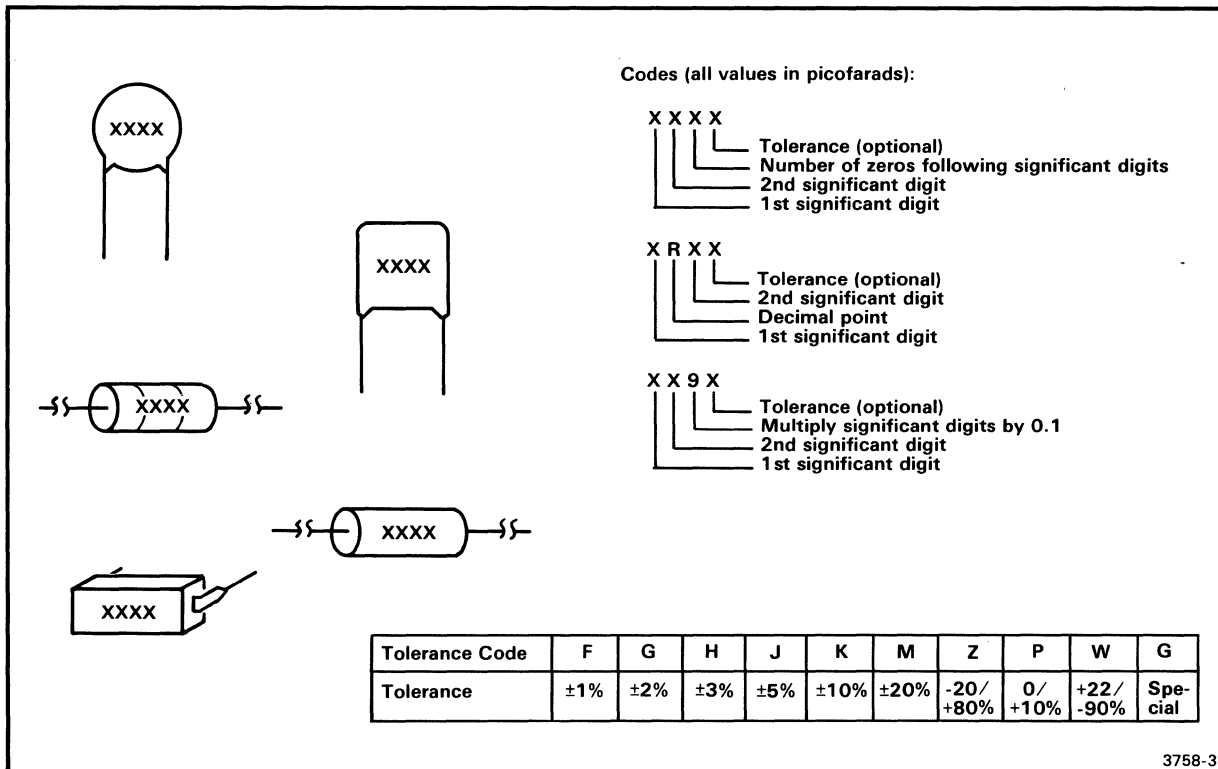 XXXX
XXXX
XXXX
XXXX
XXXX
Codes (all values in picofarads):
X X X X
Tolerance (optional)
Number of zeros following significant digits
2nd significant digit
1st significant digit
X R X X
Tolerance (optional)
2nd significant digit
Decimal point
1st significant digit
X X 9 X
Tolerance (optional)
Multiply significant digits by 0.1
2nd significant digit
1st significant digit
Tolerance Code F G H J K M Z P W G
Tolerance ±1% ±2% ±3% ±5% ±10% ±20% -20/ 0/ +22/ Spe-
+80% +10% -90% cial
3758-3